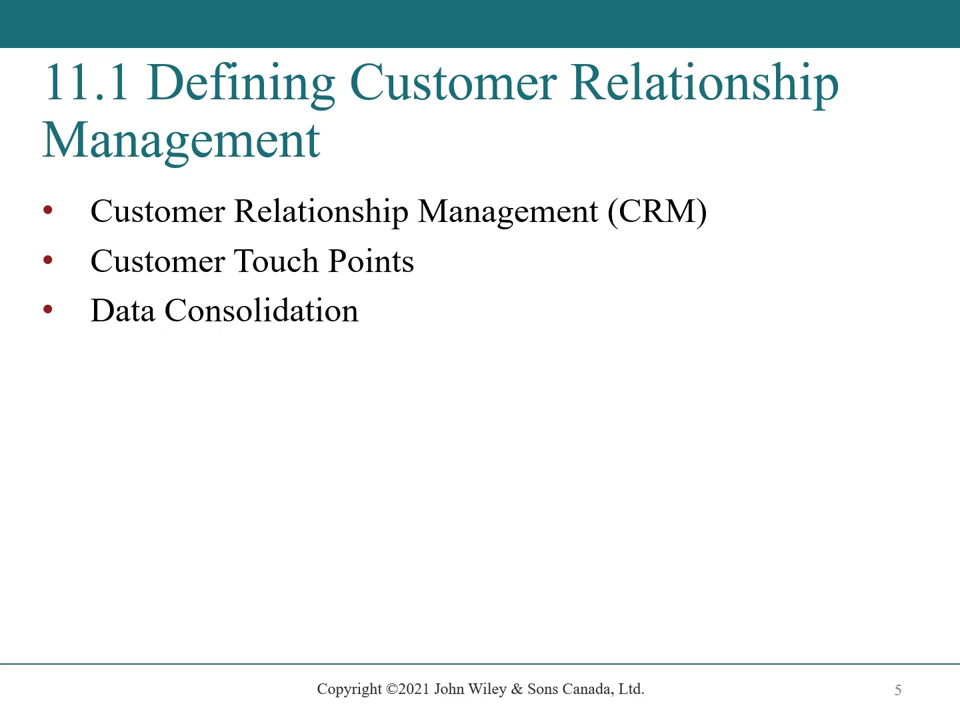 11.1 Defining Customer Relationship
Management
• Customer Relationship Management (CRM)
• Customer Touch Points
• Data Consolidation
Copyright ©2021 John Wiley & Sons Canada, Ltd.
5